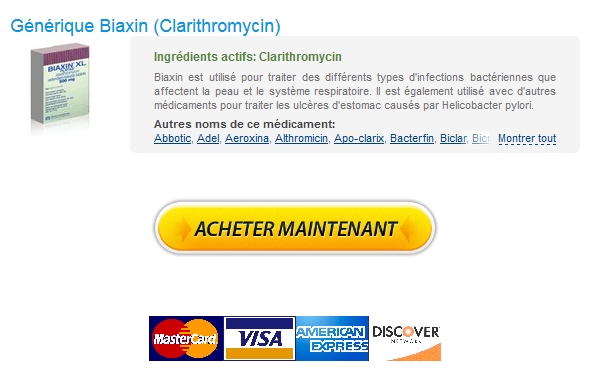 Générique Biaxin (Clarithromycin)
Ingrédients actifs: Clarithromycin
Biaxin est utilisé pour traiter des différents types d'infections bactériennes que
affectent la peau et le système respiratoire. Il est également utilisé avec d'autres
médicaments pour traiter les ulcères d'estomac causés par Helicobacter pylori.
Autres noms de ce médicament:
Abbotic, Adel, Aeroxina, Althromicin, Apo-clarix, Bacterfin, Biclar, Montrer tout
BIAXIN XL
ACHETER MAINTENANT
MasterCard VISA AMERICAN EXPRESS DISCOVER NETWORK